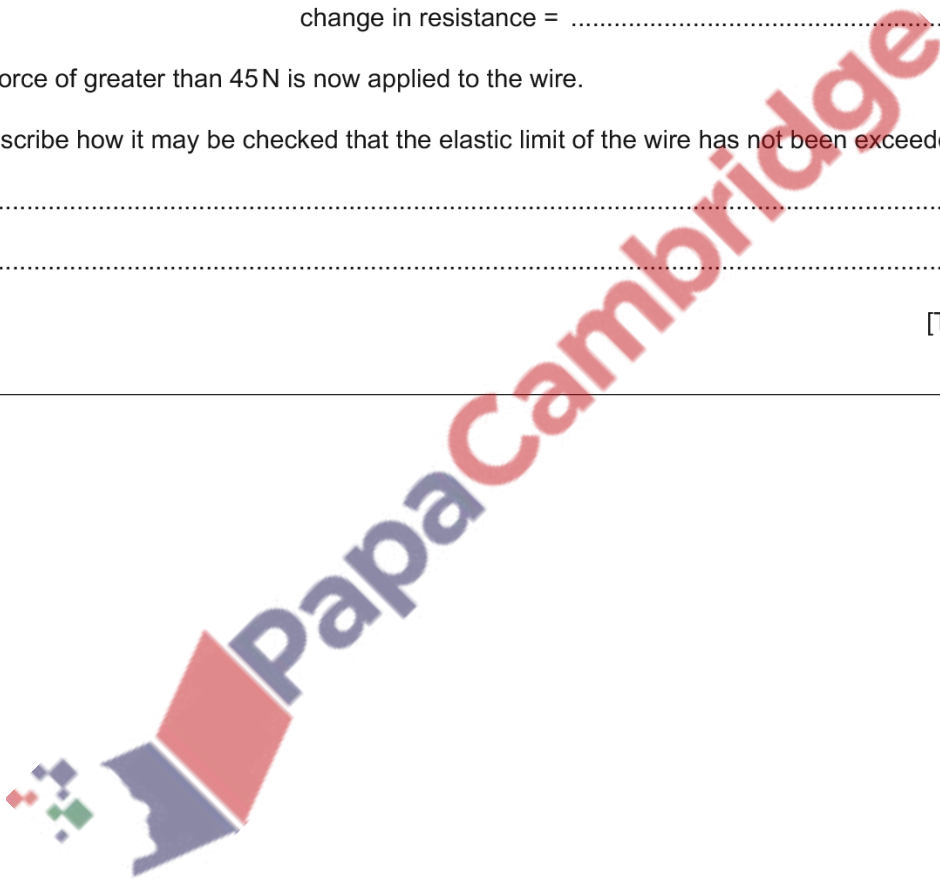 change in resistance = ..............................................
orce of greater than 45 N is now applied to the wire.
scribe how it may be checked that the elastic limit of the wire has not been exceed
....................................................................................................
....................................................................................................
[T
PapaCambridge